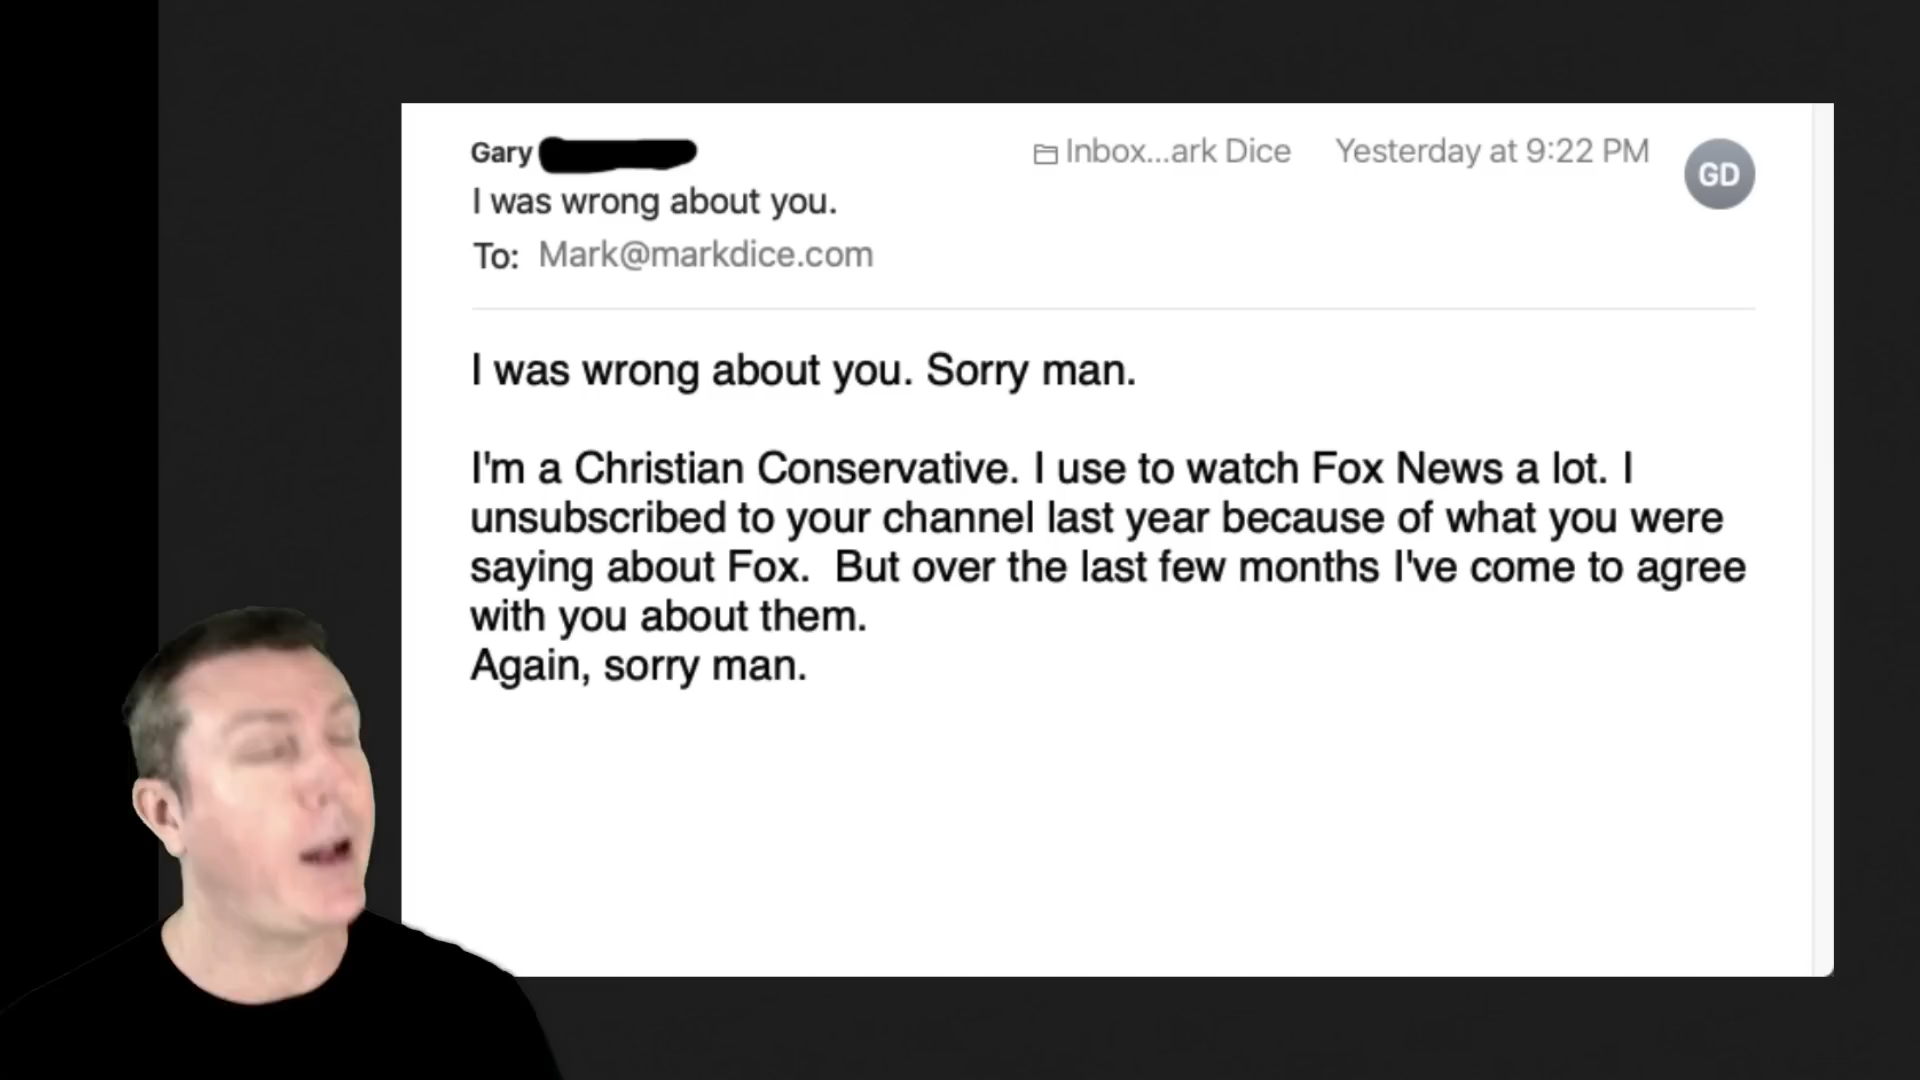 Gary
Inbox...ark Dice
Yesterday at 9:22 PM
GD
I was wrong about you.
To: Mark@markdice.com
I was wrong about you. Sorry man.
I'm a Christian Conservative. I use to watch Fox News a lot. I
unsubscribed to your channel last year because of what you were
saying about Fox.  But over the last few months I've come to agree
with you about them.
Again, sorry man.